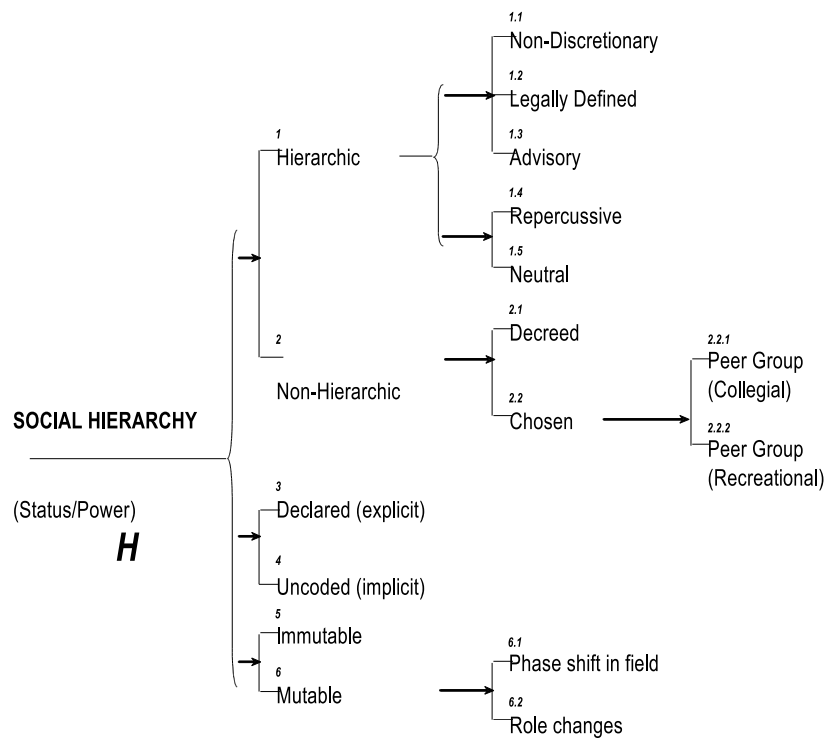 SOCIAL HIERARCHY
(Status/Power)
H
1
Hierarchic
1.1
Non-Discretionary
1.2
Legally Defined
1.3
Advisory
1.4
Repercussive
1.5
Neutral
2
Non-Hierarchic
2.1
Decreed
2.2
Chosen
2.2.1
Peer Group
(Collegial)
2.2.2
Peer Group
(Recreational)
3
Declared (explicit)
4
Uncoded (implicit)
5
Immutable
6
Mutable
6.1
Phase shift in field
6.2
Role changes